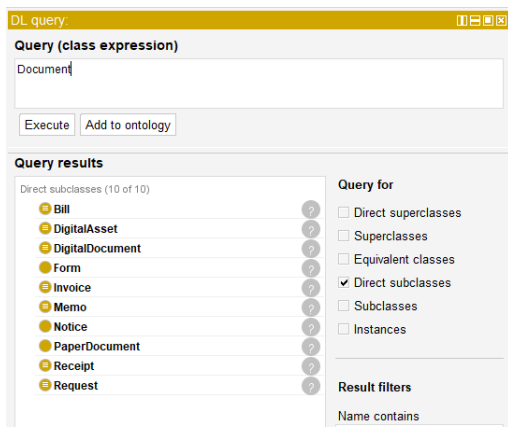 DL query:
Query (class expression)
Document
Execute Add to ontology
Query results
Direct subclasses (10 of 10)
Bill ?
DigitalAsset ?
DigitalDocument ?
Form ?
Invoice ?
Memo ?
Notice ?
PaperDocument ?
Receipt ?
Request ?
Query for
Direct superclasses
Superclasses
Equivalent classes
Direct subclasses
Subclasses
Instances
Result filters
Name contains